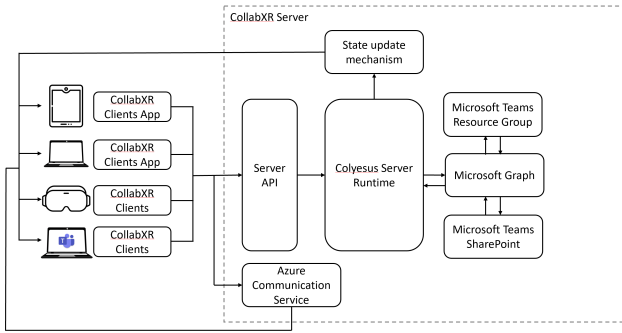 CollabXR Server
State update
mechanism
CollabXR
Clients App
CollabXR
Clients App
CollabXR
Clients
CollabXR
Clients
Server
API
Colyesus Server
Runtime
Microsoft Teams
Resource Group
Microsoft Graph
Microsoft Teams
SharePoint
Azure
Communication
Service